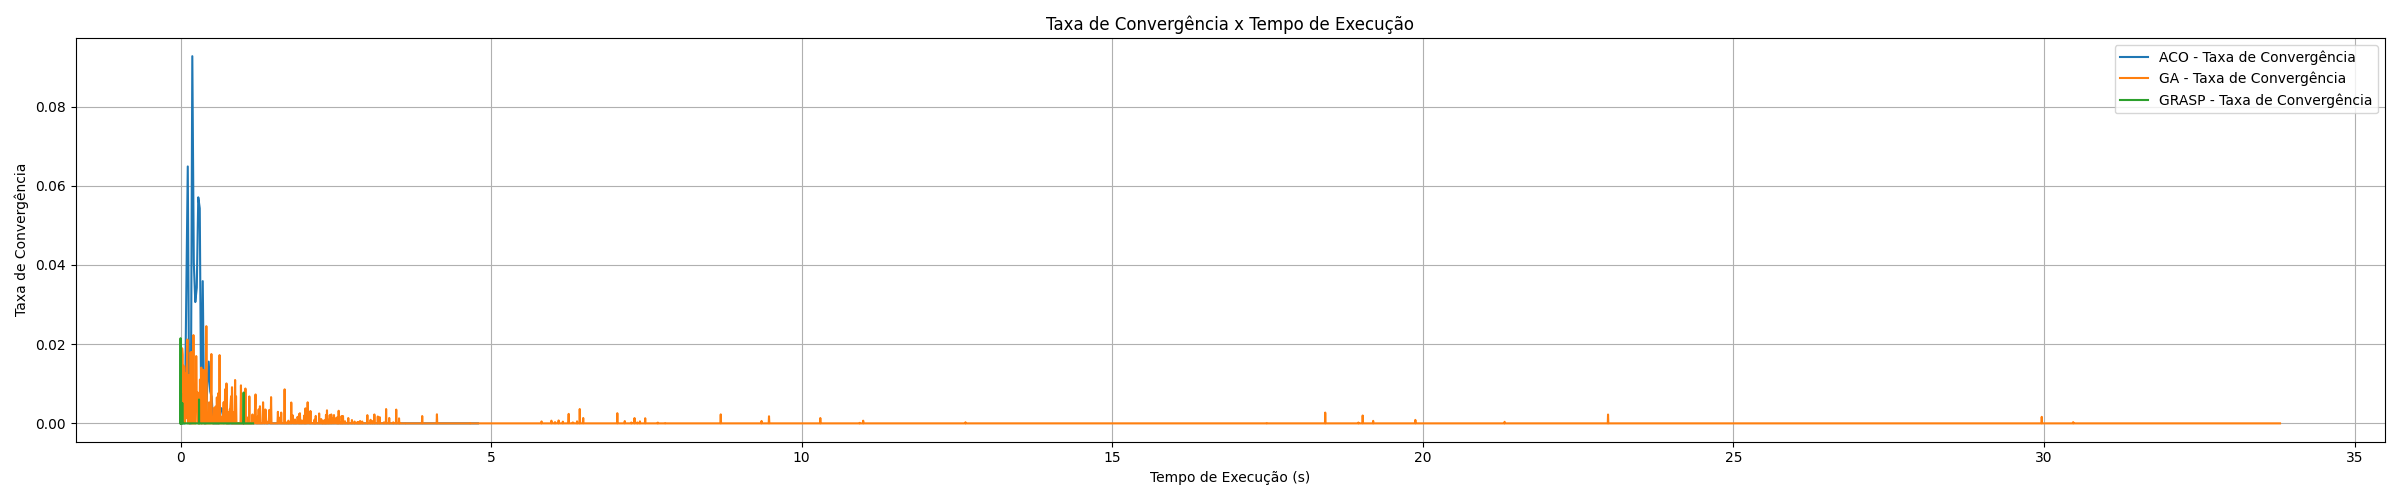 Taxa de Convergência x Tempo de Execução
ACO - Taxa de Convergência
GA - Taxa de Convergência
GRASP - Taxa de Convergência
Taxa de Convergência
0.08
0.06
0.04
0.02
0.00
0 5 10 15 20 25 30 35
Tempo de Execução (s)